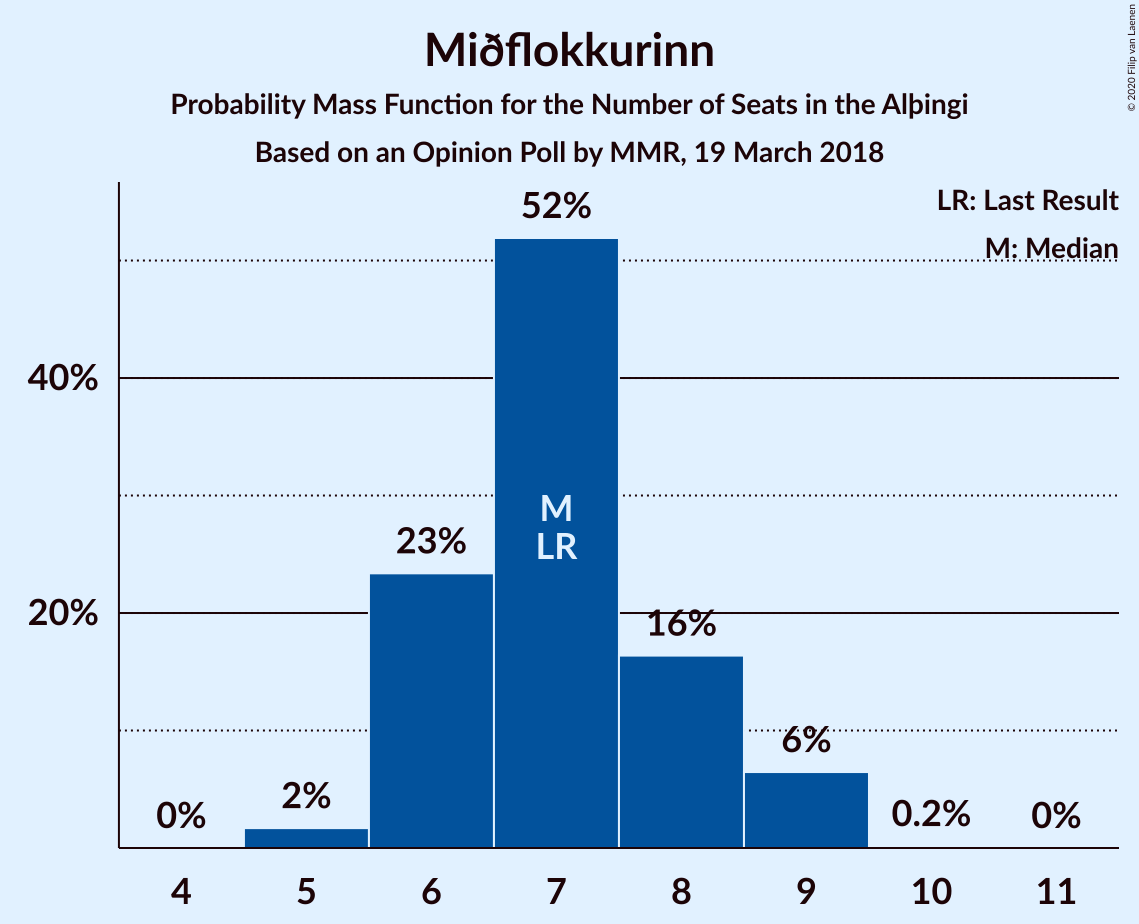 Miðflokkurinn
Probability Mass Function for the Number of Seats in the Alþingi
Based on an Opinion Poll by MMR, 19 March 2018
© 2020 Filip van Laenen
LR: Last Result
M: Median
52%
40%
M
LR
23%
20%
16%
6%
2%
0%
0.2%
0%
4 5 6 7 8 9 10 11